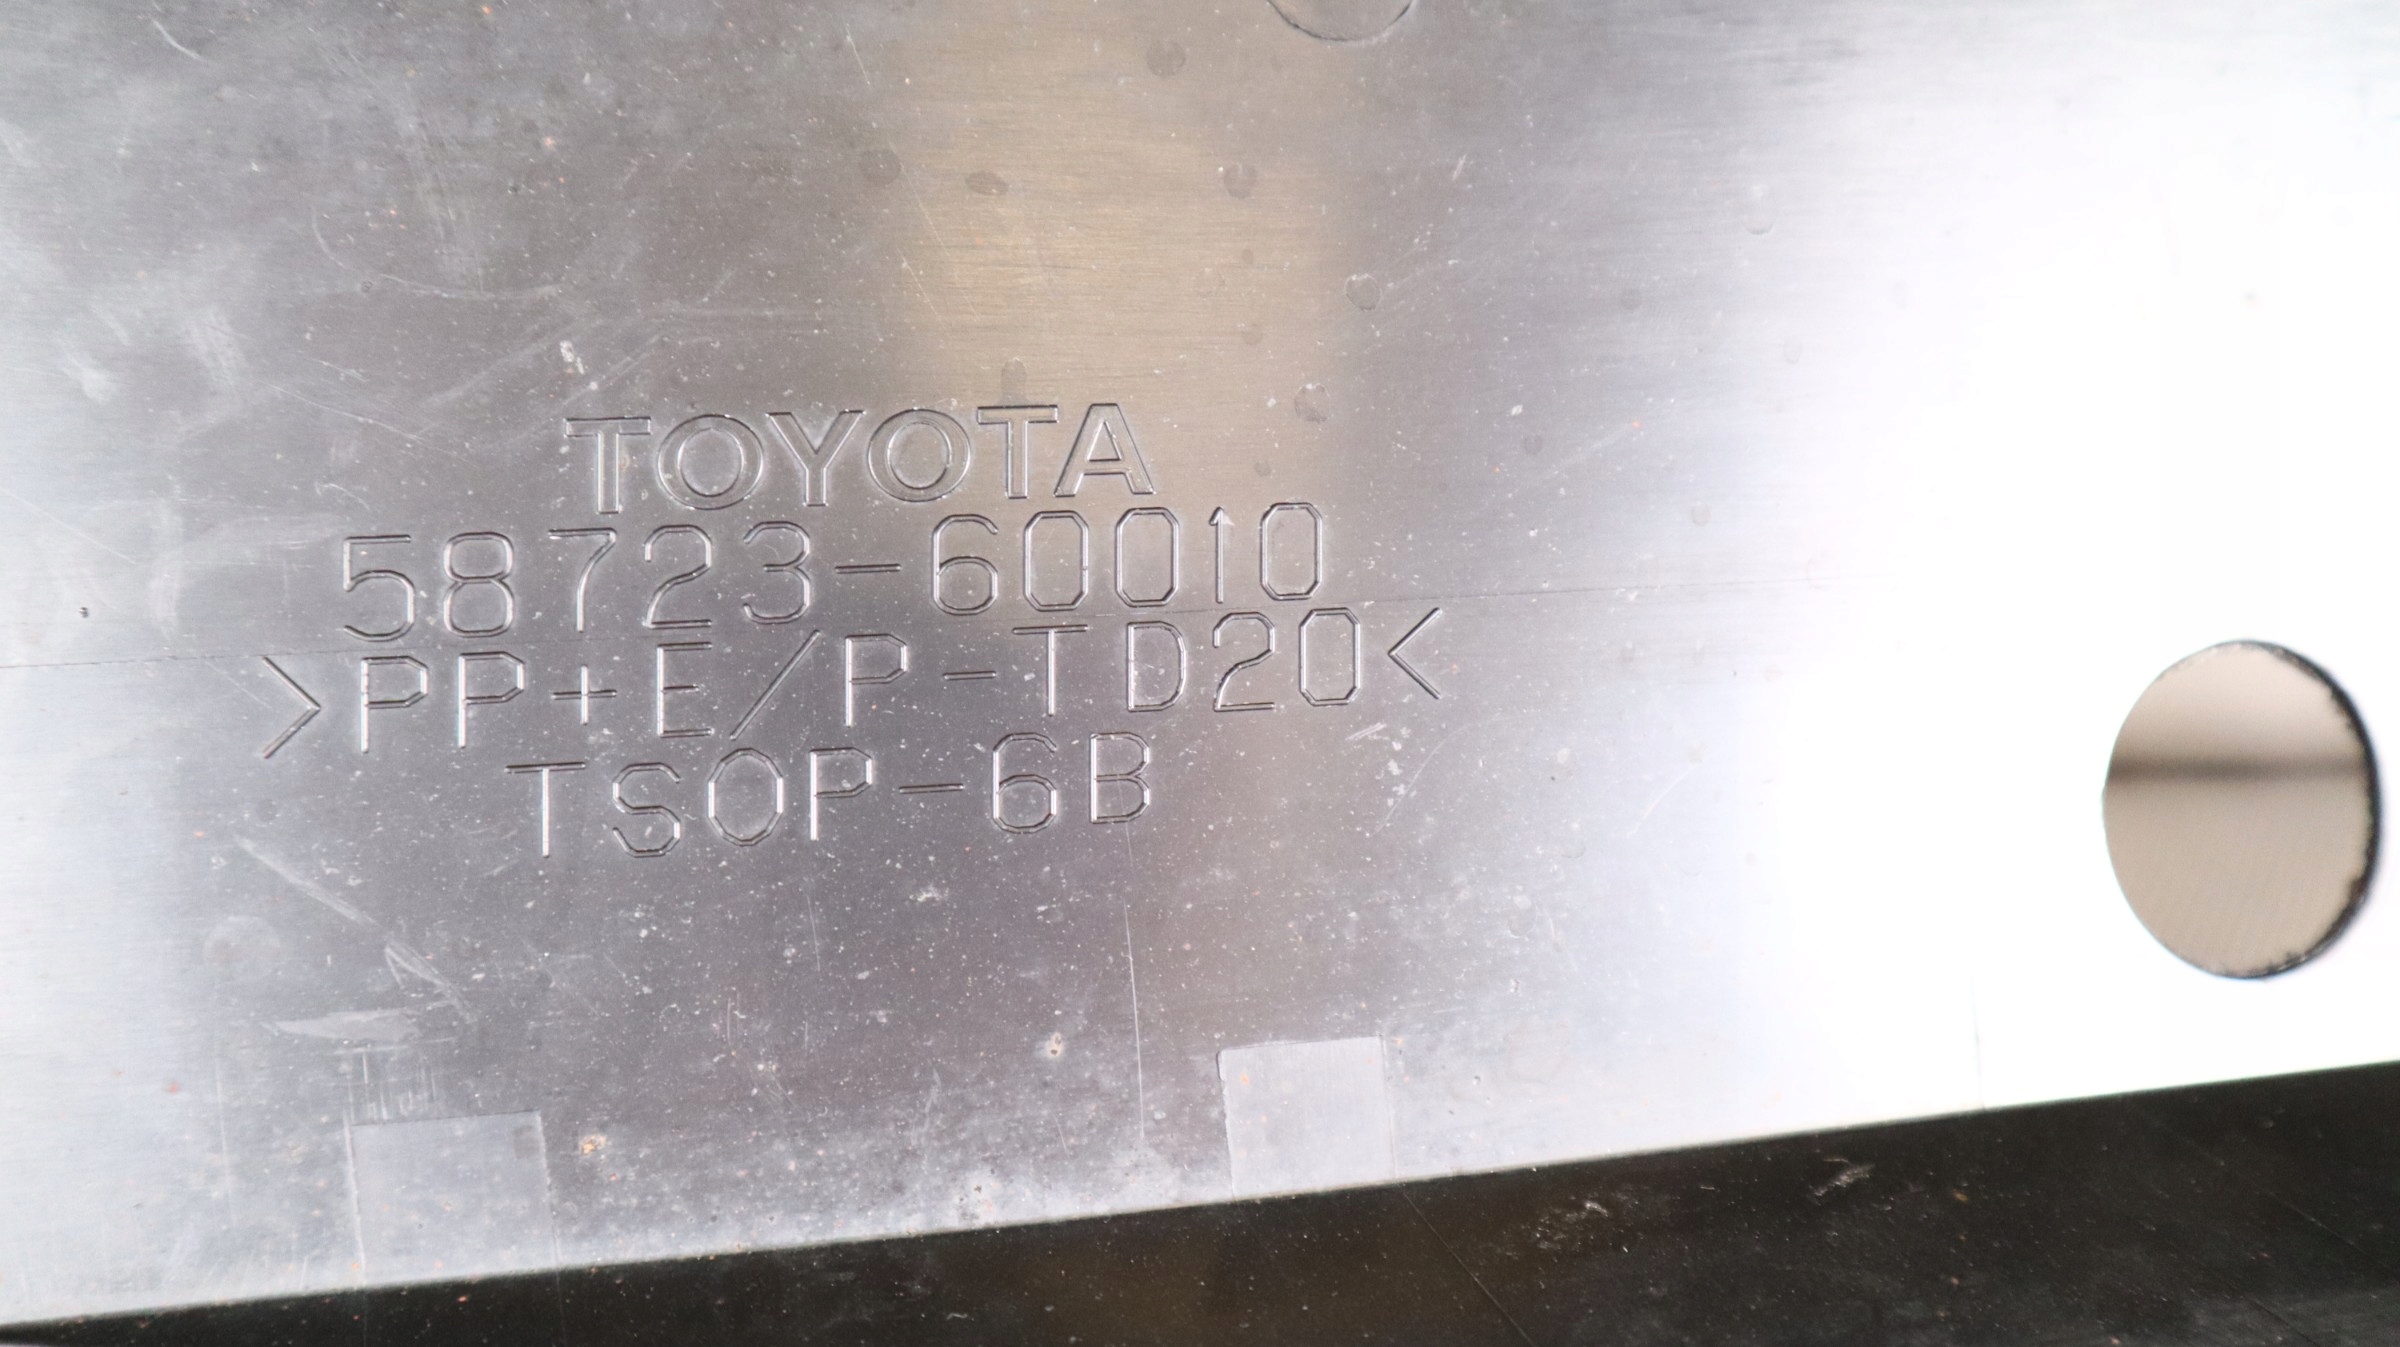 TOYOTA
58723-60010
>PP+E/P-TD20<
TSOP-6B